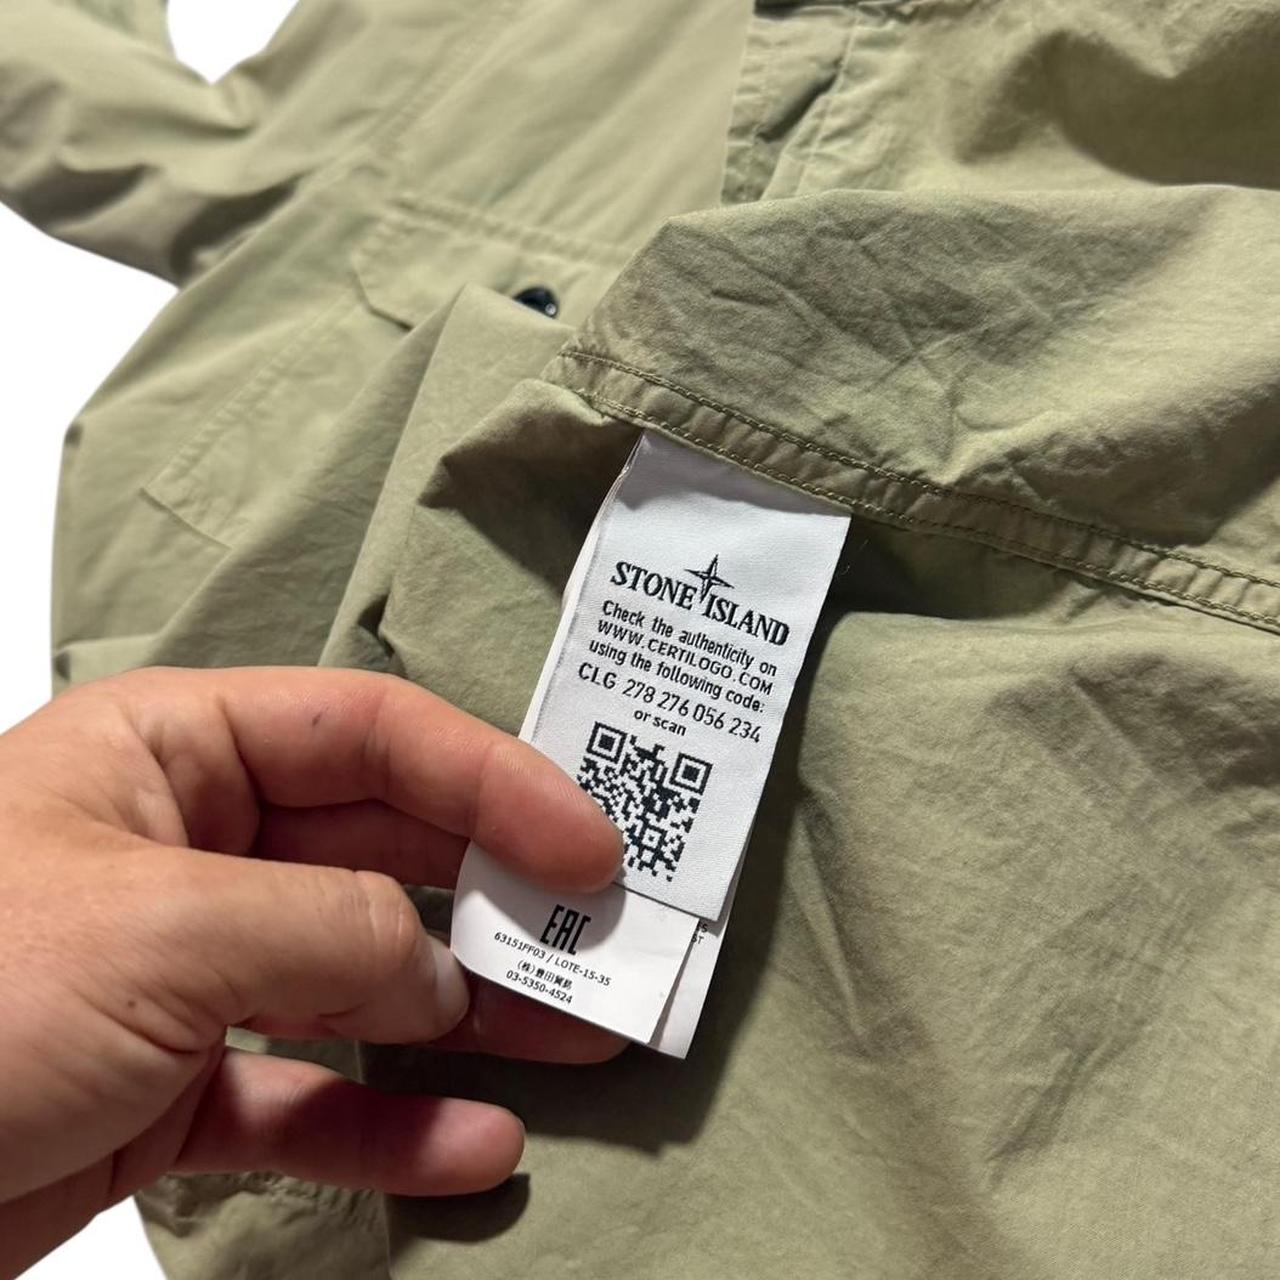 STONE ISLAND
Check the authenticity on
WWW.CERTILOGO.COM
using the following code:
CLG 278 276 056 234
or scan
EAC
63151FF03 / LOTE-15-35
(株)豊田貿易
03-5350-4524